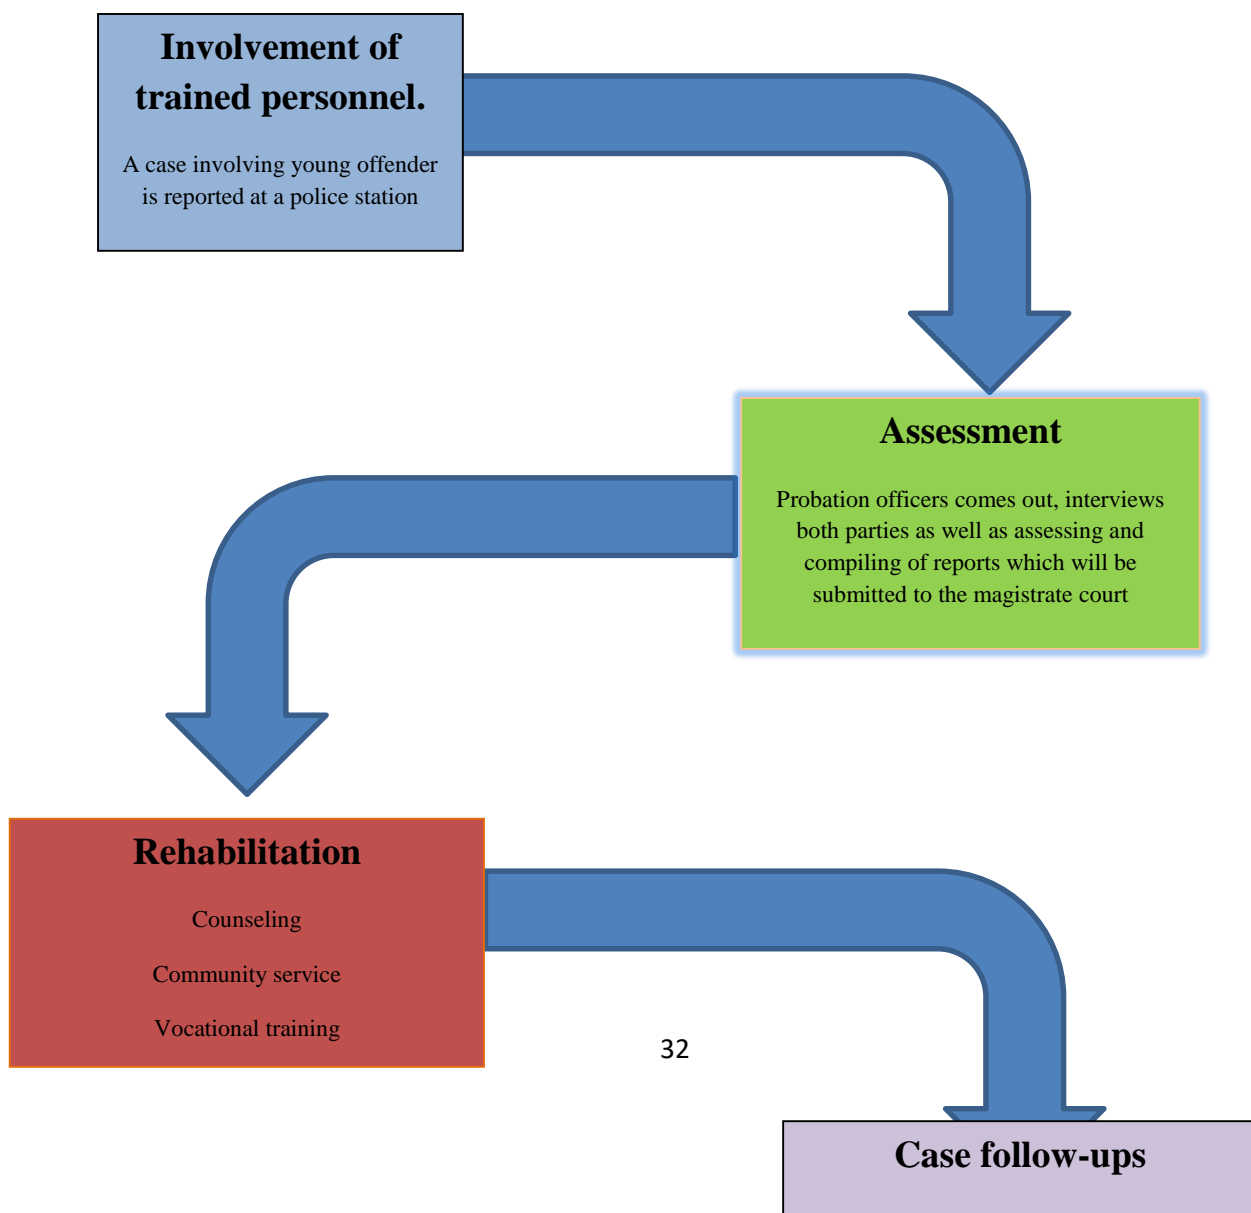 Involvement of
trained personnel.
A case involving young offender
is reported at a police station
Assessment
Probation officers comes out, interviews
both parties as well as assessing and
compiling of reports which will be
submitted to the magistrate court
Rehabilitation
Counseling
Community service
Vocational training
32
Case follow-ups